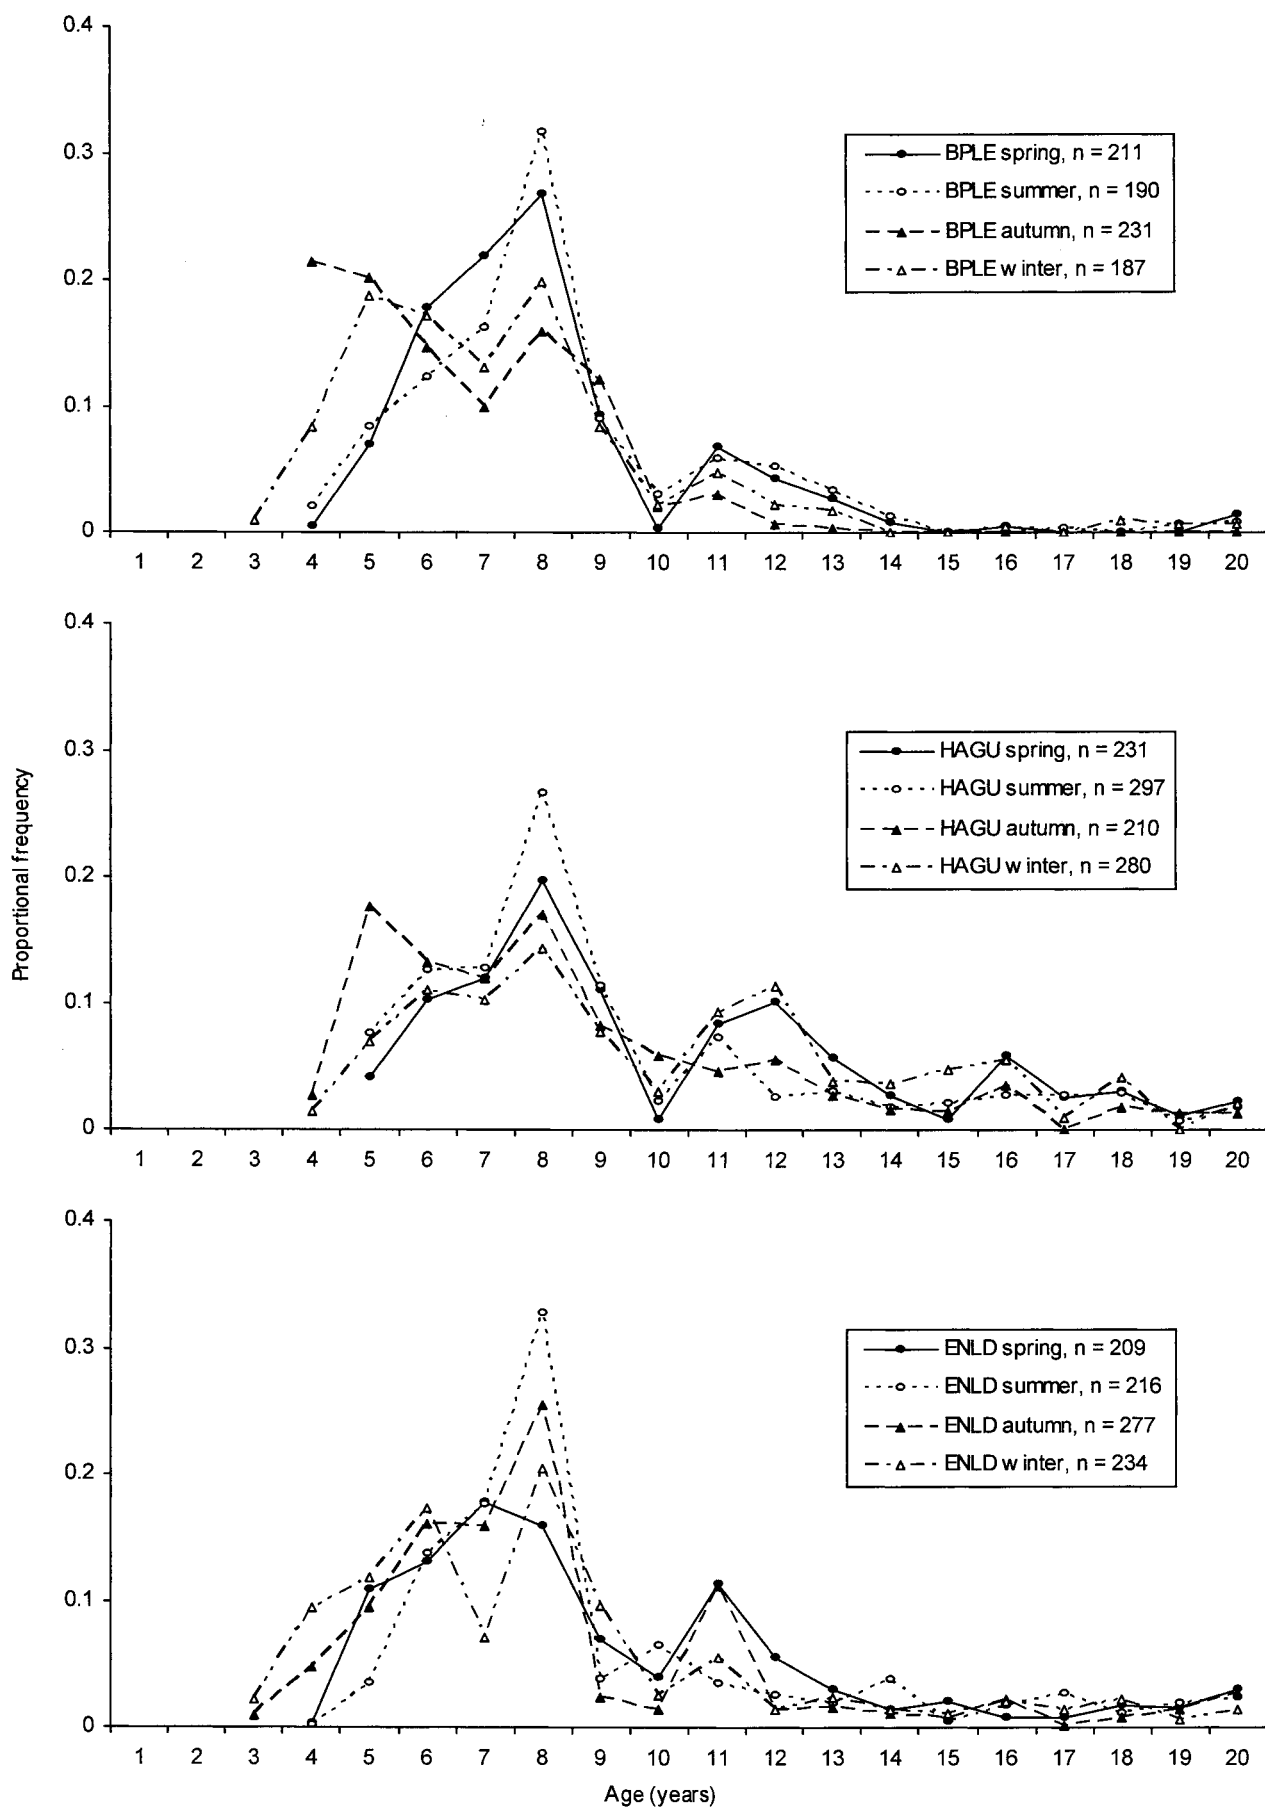 0.4
0.3
0.2
0.1
0
BPLE spring, n = 211
BPLE summer, n = 190
BPLE autumn, n = 231
BPLE winter, n = 187
1 2 3 4 5 6 7 8 9 10 11 12 13 14 15 16 17 18 19 20
Proportional frequency
0.4
0.3
0.2
0.1
0
HAGU spring, n = 231
HAGU summer, n = 297
HAGU autumn, n = 210
HAGU winter, n = 280
1 2 3 4 5 6 7 8 9 10 11 12 13 14 15 16 17 18 19 20
0.4
0.3
0.2
0.1
0
ENLD spring, n = 209
ENLD summer, n = 216
ENLD autumn, n = 277
ENLD winter, n = 234
1 2 3 4 5 6 7 8 9 10 11 12 13 14 15 16 17 18 19 20
Age (years)